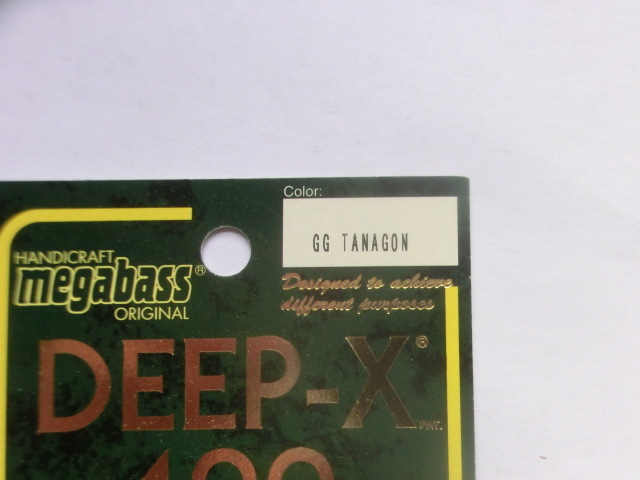 Color:
GG TANAGON
HANDICRAFT
megabass®
ORIGINAL
Designed to achieve
different purposes
DEEP-X®
PAT.